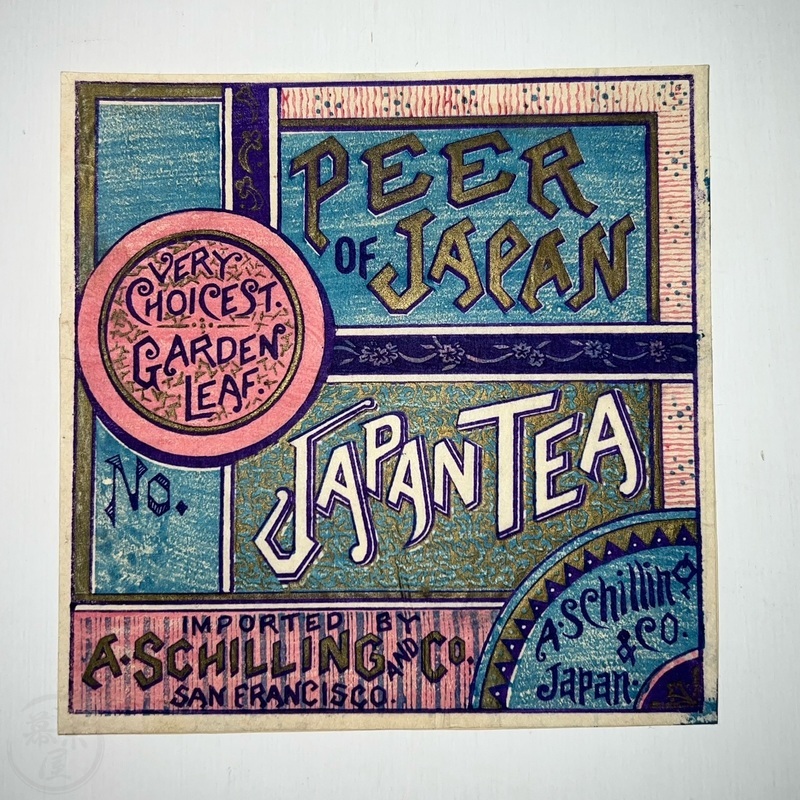 PEER
OF JAPAN
VERY
CHOICEST.
GARDEN
LEAF.
JAPAN TEA
No.
IMPORTED BY
A. SCHILLING AND Co.
SAN FRANCISCO.
A. Schilling
& CO.
Japan.